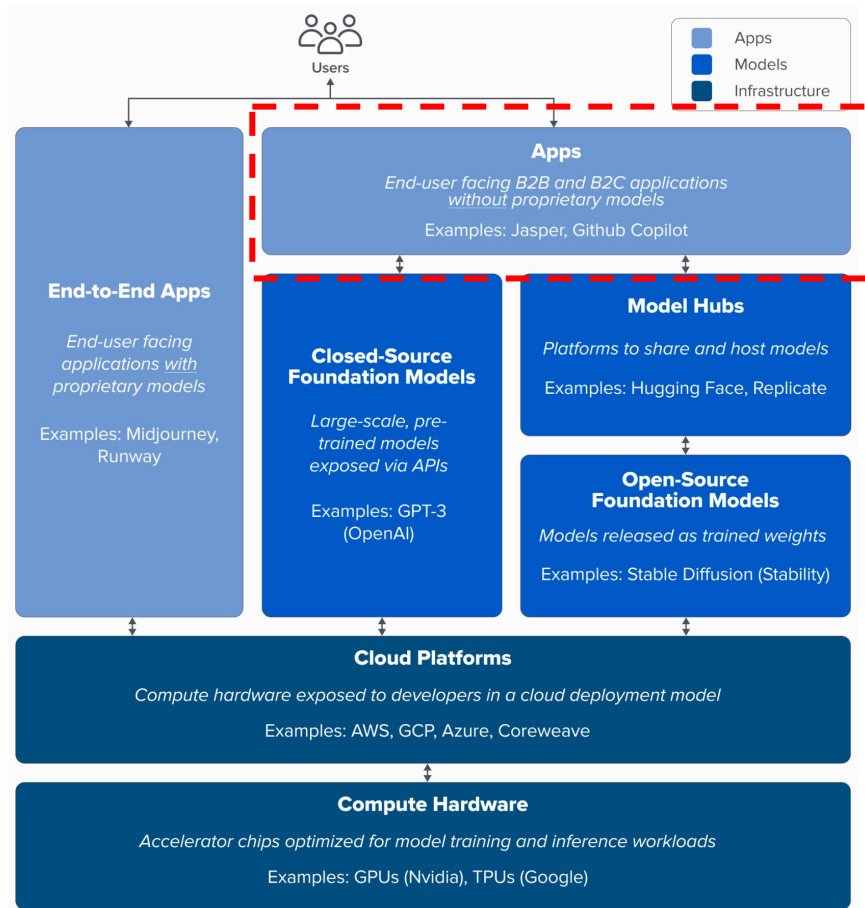 Users
Apps
Models
Infrastructure
Apps
End-user facing B2B and B2C applications
without proprietary models
Examples: Jasper, Github Copilot
End-to-End Apps
End-user facing
applications with
proprietary models
Examples: Midjourney,
Runway
Closed-Source
Foundation Models
Large-scale, pre-
trained models
exposed via APIs
Examples: GPT-3
(OpenAI)
Model Hubs
Platforms to share and host models
Examples: Hugging Face, Replicate
Open-Source
Foundation Models
Models released as trained weights
Examples: Stable Diffusion (Stability)
Cloud Platforms
Compute hardware exposed to developers in a cloud deployment model
Examples: AWS, GCP, Azure, Coreweave
Compute Hardware
Accelerator chips optimized for model training and inference workloads
Examples: GPUs (Nvidia), TPUs (Google)